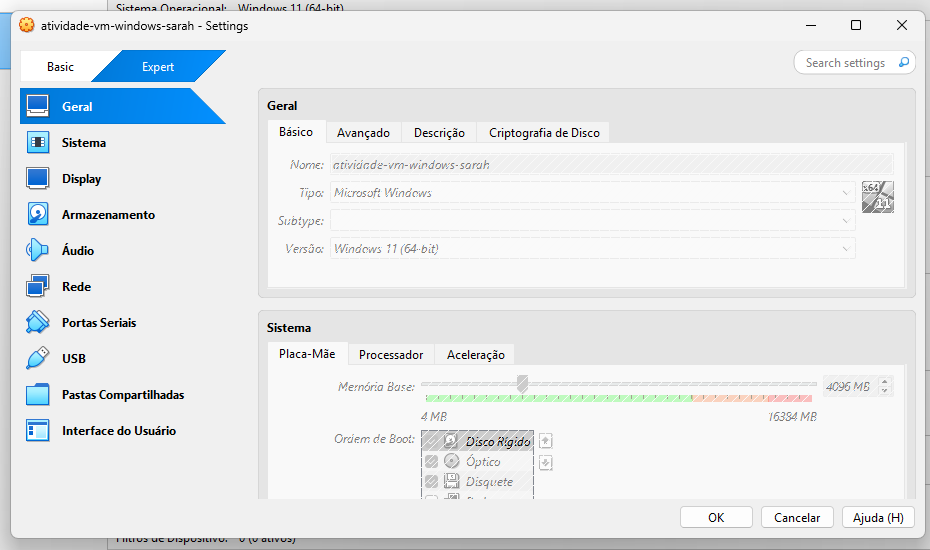 Sistema Operacional: Windows 11 (64-bit)
atividade-vm-windows-sarah - Settings
Basic
Expert
Search settings
Geral
Sistema
Display
Armazenamento
Áudio
Rede
Portas Seriais
USB
Pastas Compartilhadas
Interface do Usuário
Geral
Básico
Avançado
Descrição
Criptografia de Disco
Nome: atividade-vm-windows-sarah
Tipo: Microsoft Windows
x64
11
Subtype:
Versão: Windows 11 (64-bit)
Sistema
Placa-Mãe
Processador
Aceleração
Memória Base:
4096 MB
4 MB
16384 MB
Ordem de Boot:
Disco Rígido
Óptico
Disquete
OK
Cancelar
Ajuda (H)
Filtros de Dispositivo: 0 (0 ativos)